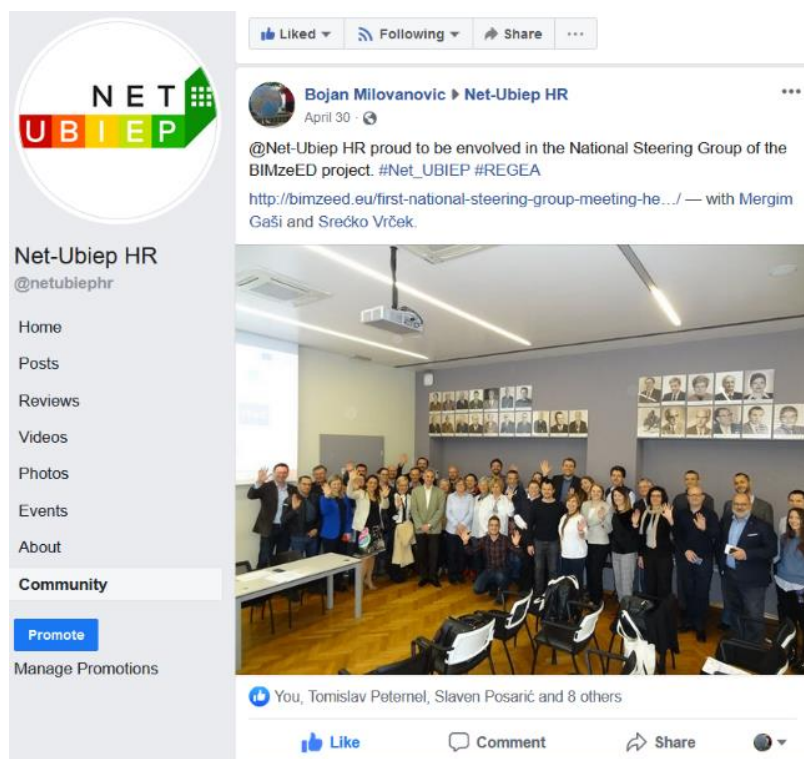 Liked Following Share
NET
UBIEP
Net-Ubiep HR
@netubiephr
Home
Posts
Reviews
Videos
Photos
Events
About
Community
Promote
Manage Promotions
Bojan Milovanovic Net-Ubiep HR
April 30
@Net-Ubiep HR proud to be envolved in the National Steering Group of the
BIMzeED project. #Net_UBIEP #REGEA
http://bimzeed.eu/first-national-steering-group-meeting-he…/ — with Mergim
Gaši and Srećko Vrček.
You, Tomislav Peternel, Slaven Posarić and 8 others
Like Comment Share